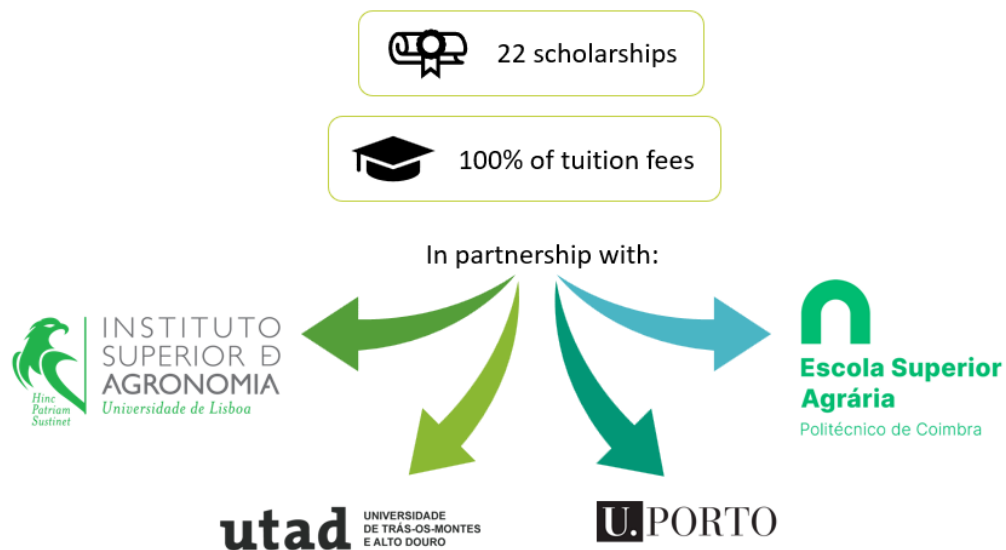 22 scholarships
100% of tuition fees
In partnership with:
INSTITUTO
SUPERIOR Ð
AGRONOMIA
Universidade de Lisboa
Hinc
Patriam
Sustinet
Escola Superior
Agrária
Politécnico de Coimbra
utad
UNIVERSIDADE
DE TRÁS-OS-MONTES
E ALTO DOURO
U. PORTO